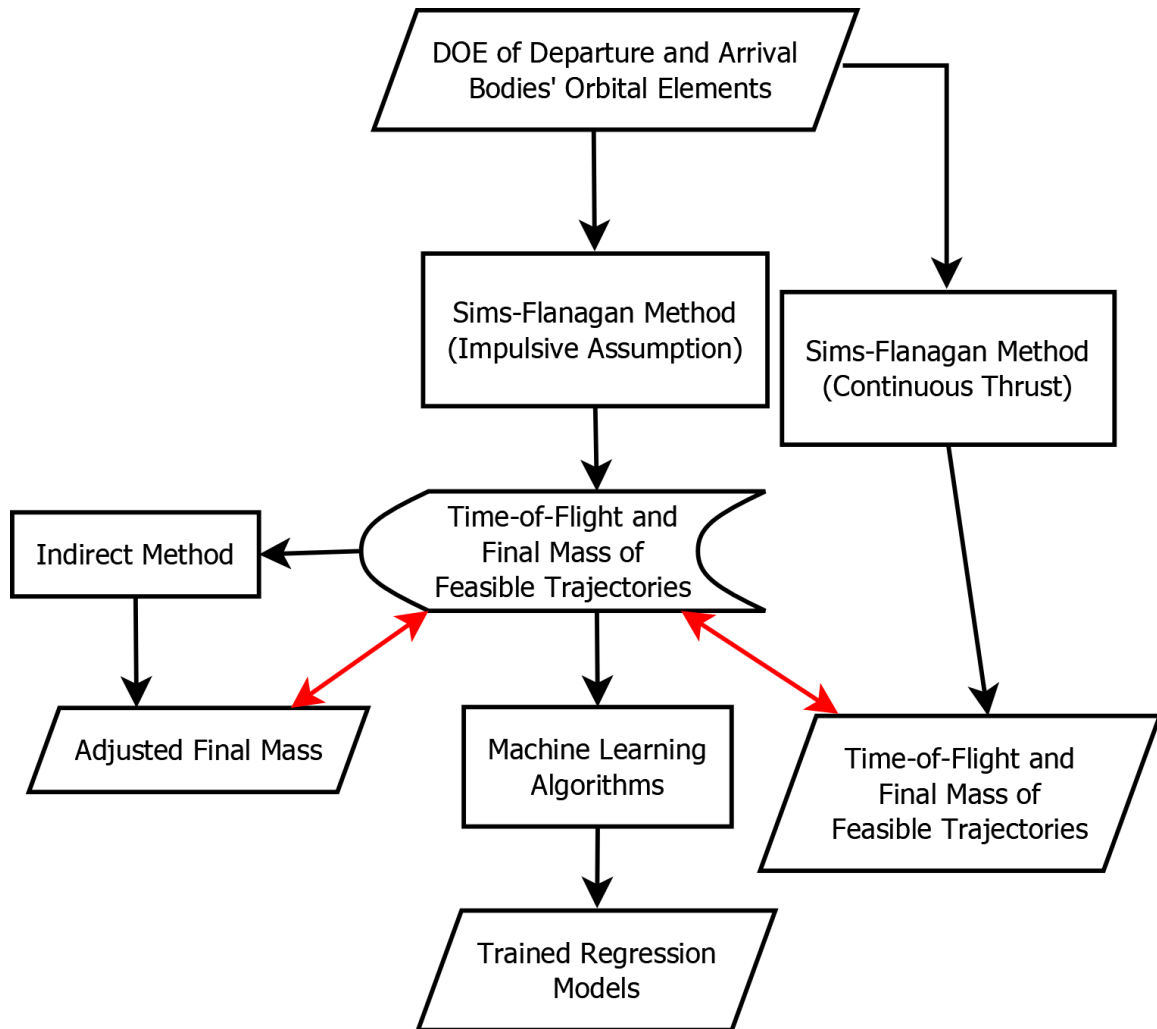 DOE of Departure and Arrival
Bodies' Orbital Elements
Sims-Flanagan Method
(Impulsive Assumption)
Sims-Flanagan Method
(Continuous Thrust)
Time-of-Flight and
Final Mass of
Feasible Trajectories
Indirect Method
Adjusted Final Mass
Machine Learning
Algorithms
Time-of-Flight and
Final Mass of
Feasible Trajectories
Trained Regression
Models